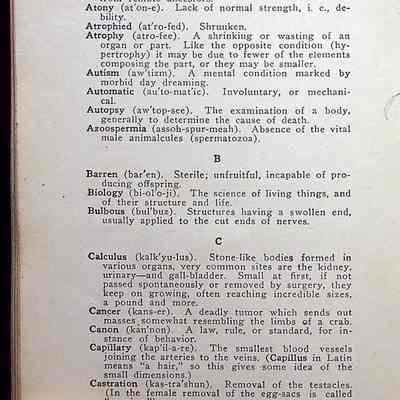 Atony (at'on-e). Lack of normal strength, i. e., de-
bility.
Atrophied (at'ro-fed). Shrunken.
Atrophy (atro-fee). A shrinking or wasting of an
organ or part. Like the opposite condition (hy-
pertrophy) it may be due to fewer of the elements
composing the part, or they may be smaller.
Autism (aw'tizm). A mental condition marked by
morbid day dreaming.
Automatic (au'to-mat'ic). Involuntary, or mechani-
cal.
Autopsy (aw'top-see). The examination of a body,
generally to determine the cause of death.
Azoospermia (assoh-spur-meah). Absence of the vital
male animalcules (spermatozoa).
B
Barren (bar'en). Sterile; unfruitful, incapable of pro-
ducing offspring.
Biology (bi-ol'o-ji). The science of living things, and
of their structure and life.
Bulbous (bul'bus). Structures having a swollen end,
usually applied to the cut ends of nerves.
C
Calculus (kalk'yu-lus). Stone-like bodies formed in
various organs, very common sites are the kidney,
urinary—and gall-bladder. Small at first, if not
passed spontaneously or removed by surgery, they
keep on growing, often reaching incredible sizes,
a pound and more.
Cancer (kans-er). A deadly tumor which sends out
masses somewhat resembling the limbs of a crab.
Canon (kan'non). A law, rule, or standard, for in-
stance of behavior.
Capillary (kap'il-a-re). The smallest blood vessels
joining the arteries to the veins. (Capillus in Latin
means "a hair," so this gives some idea of the
small dimensions.)
Castration (kas-tra'shun). Removal of the testacles.
(In the female removal of the egg-sacs is called